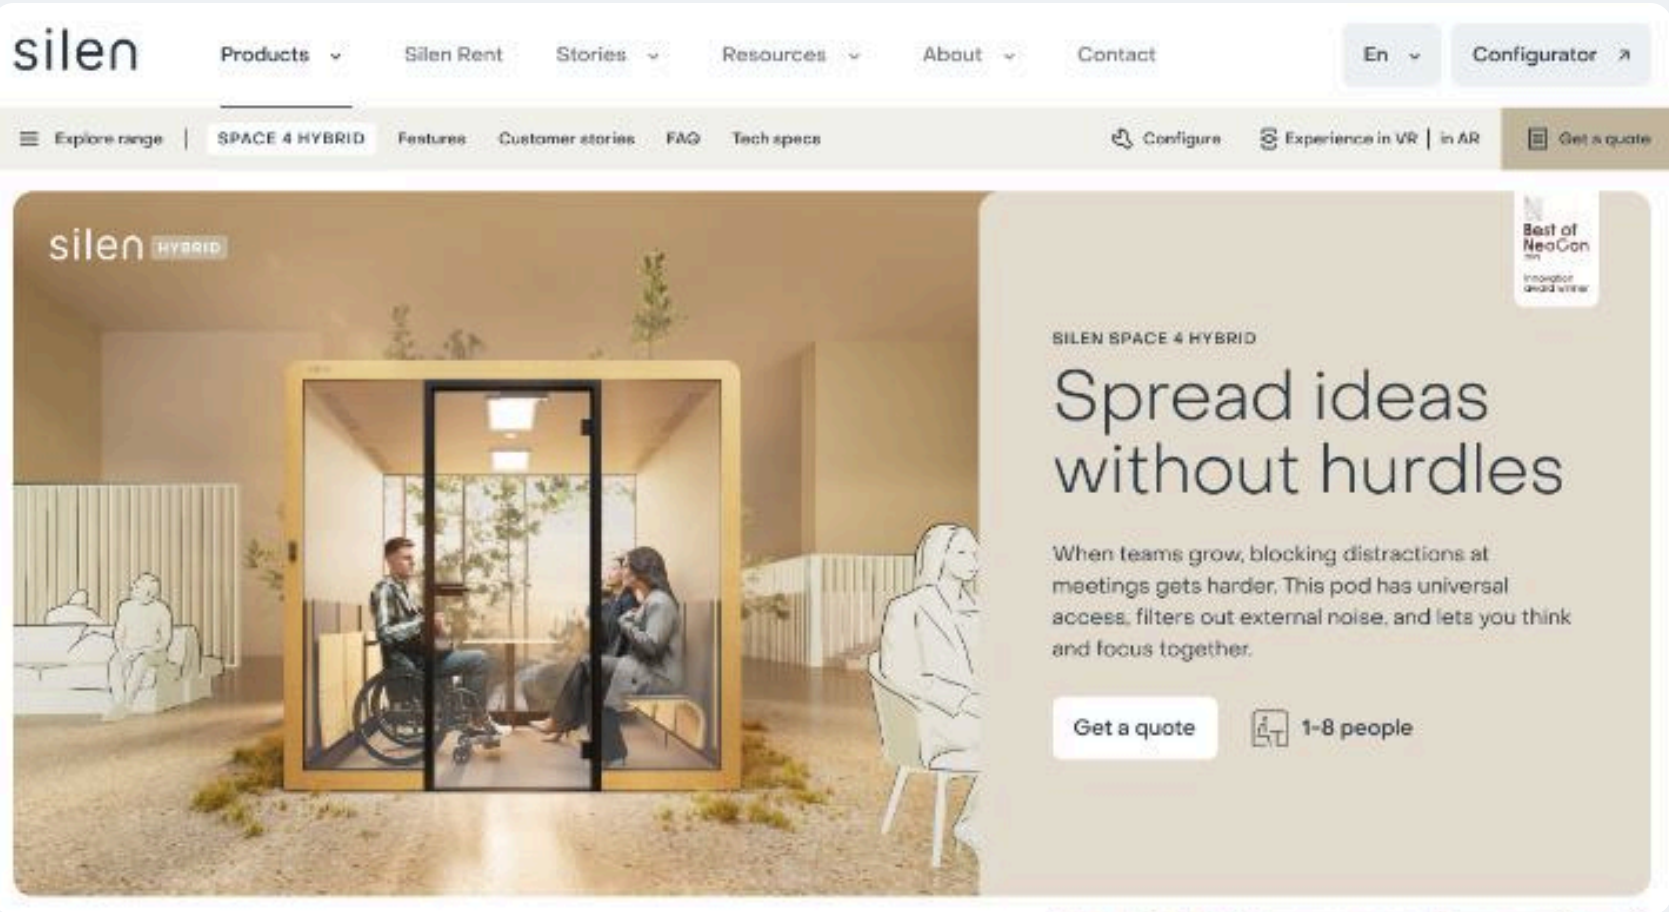 silen
Products
Silen Rent
Stories
Resources
About
Contact
En
Configurator
Explore range
SPACE 4 HYBRID
Features
Customer stories
FAQ
Tech specs
Configure
Experience in VR | in AR
Get a quote
silen HYBRID
Best of
NeoCon
Innovation
award winner
SILEN SPACE 4 HYBRID
Spread ideas
without hurdles
When teams grow, blocking distractions at
meetings gets harder. This pod has universal
access, filters out external noise, and lets you think
and focus together.
Get a quote
1-8 people